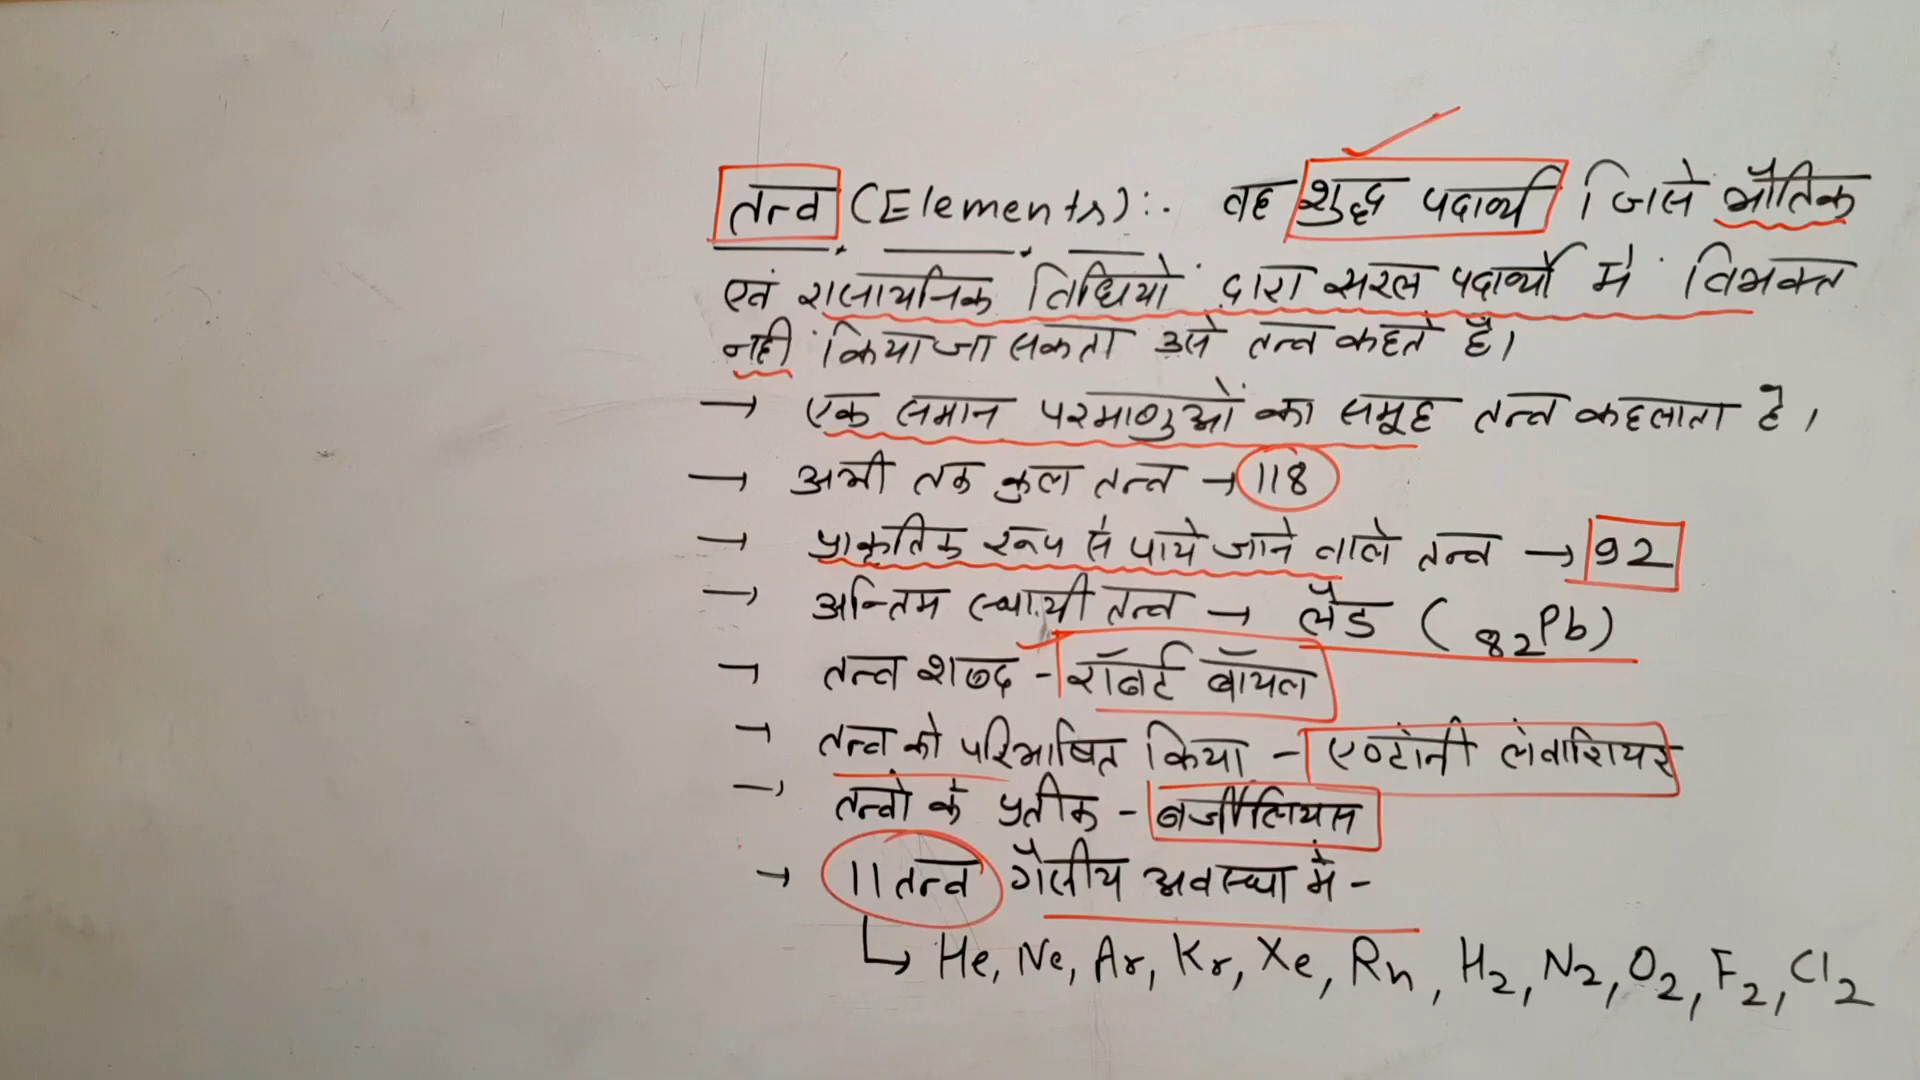 तत्व (Elements):- वह शुद्ध पदार्थ जिसे भौतिक
एवं रासायनिक विधियों द्वारा सरल पदार्थों में विभक्त
नहीं किया जा सकता उसे तत्व कहते है।
→ एक समान परमाणुओं का समूह तत्व कहलाता है।
→ अभी तक कुल तत्व → 118
→ प्राकृतिक रूप से पाये जाने वाले तत्व → 92
→ अन्तिम स्थायी तत्व → लैड (₈₂Pb)
→ तत्व शब्द - रॉबर्ट बॉयल
→ तत्व को परिभाषित किया - एण्टोनी लेवाशियर
→ तत्वों के प्रतीक - बर्जीलियस
→ 11 तत्व गैसीय अवस्था में -
↳ He, Ne, Ar, Kr, Xe, Rn, H₂, N₂, O₂, F₂, Cl₂